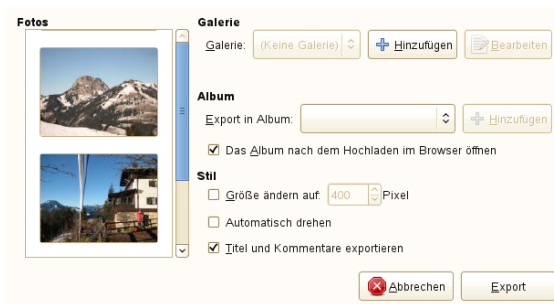 Fotos
Galerie
Galerie: (Keine Galerie) Hinzufügen Bearbeiten
Album
Export in Album: Hinzufügen
Das Album nach dem Hochladen im Browser öffnen
Stil
Größe ändern auf: 400 Pixel
Automatisch drehen
Titel und Kommentare exportieren
Abbrechen Export